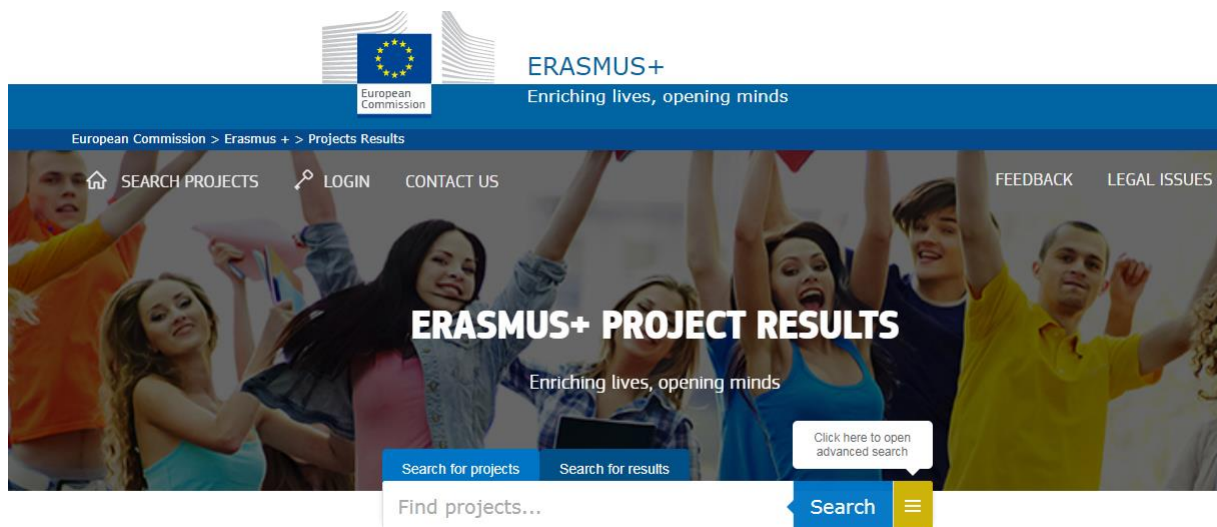 European
Commission
ERASMUS+
Enriching lives, opening minds
European Commission > Erasmus + > Projects Results
SEARCH PROJECTS LOGIN CONTACT US FEEDBACK LEGAL ISSUES
ERASMUS+ PROJECT RESULTS
Enriching lives, opening minds
Click here to open
advanced search
Search for projects Search for results
Find projects... Search